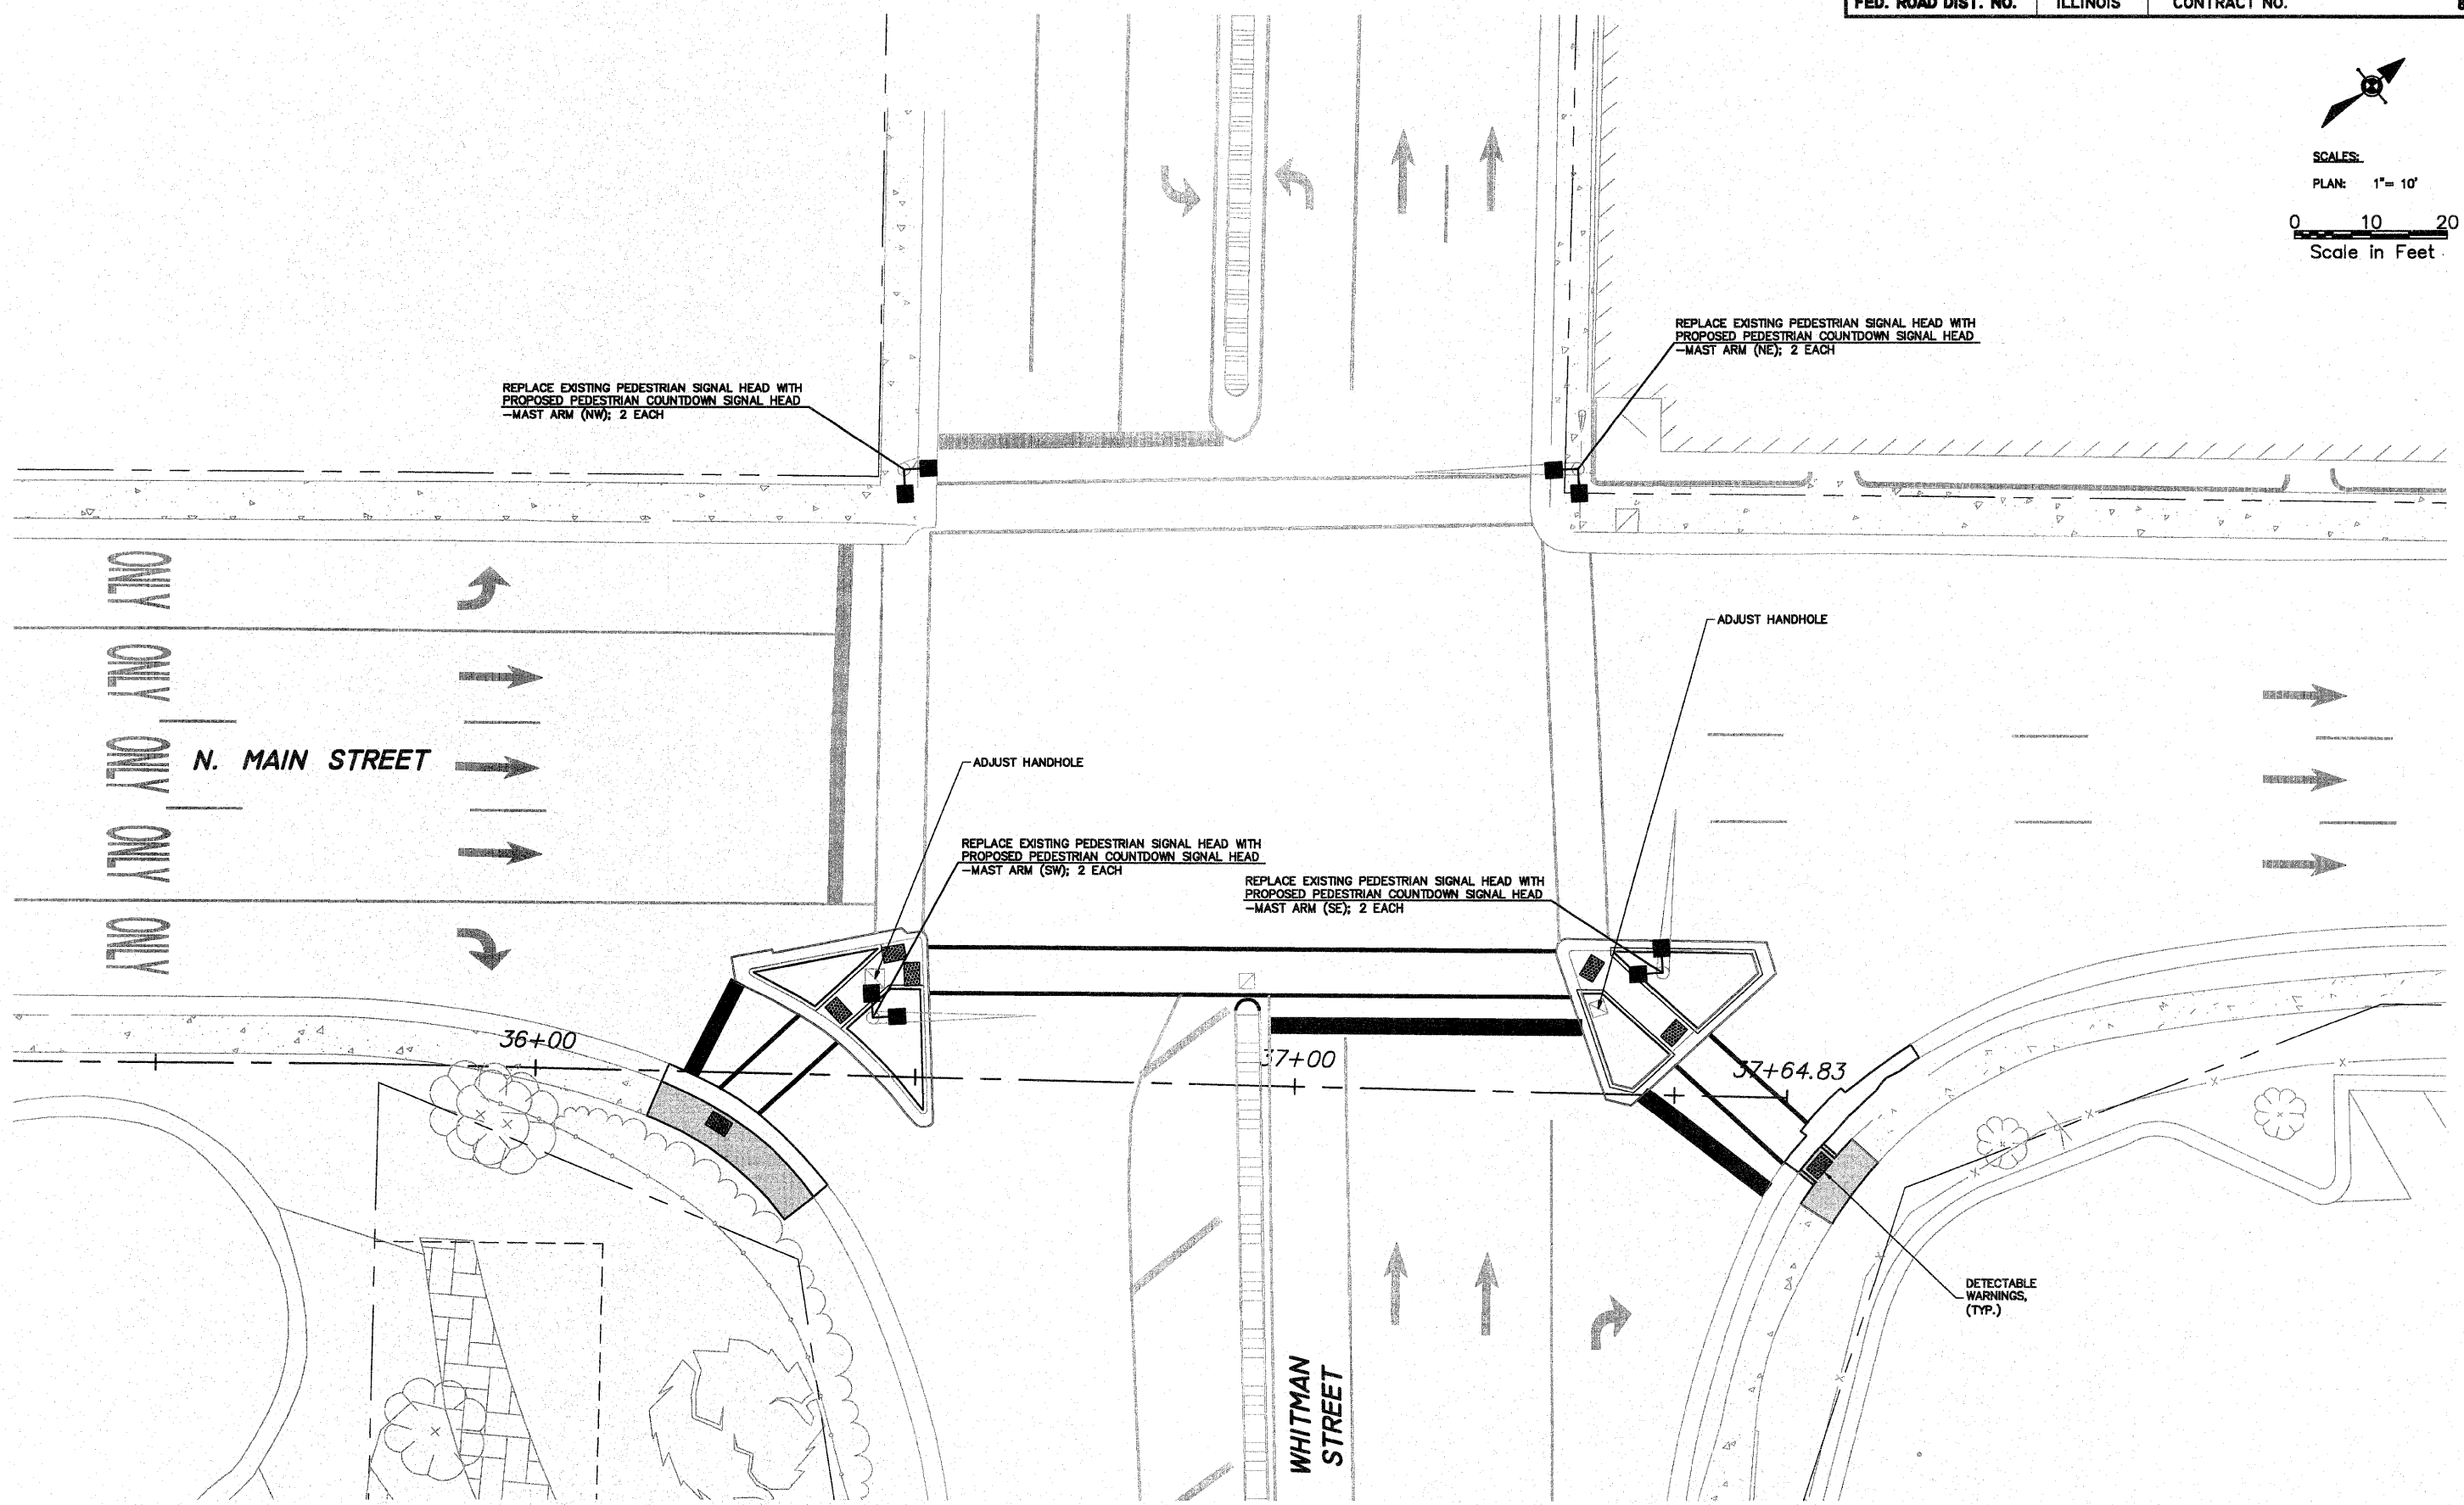 FED. ROAD DIST. NO. ILLINOIS CONTRACT NO.
SCALES:
PLAN: 1"= 10'
0 10 20
Scale in Feet
REPLACE EXISTING PEDESTRIAN SIGNAL HEAD WITH
PROPOSED PEDESTRIAN COUNTDOWN SIGNAL HEAD
-MAST ARM (NE); 2 EACH
REPLACE EXISTING PEDESTRIAN SIGNAL HEAD WITH
PROPOSED PEDESTRIAN COUNTDOWN SIGNAL HEAD
-MAST ARM (NW); 2 EACH
ONLY
ONLY
ONLY
ONLY
ONLY
N. MAIN STREET
ADJUST HANDHOLE
ADJUST HANDHOLE
REPLACE EXISTING PEDESTRIAN SIGNAL HEAD WITH
PROPOSED PEDESTRIAN COUNTDOWN SIGNAL HEAD
-MAST ARM (SW); 2 EACH
REPLACE EXISTING PEDESTRIAN SIGNAL HEAD WITH
PROPOSED PEDESTRIAN COUNTDOWN SIGNAL HEAD
-MAST ARM (SE); 2 EACH
36+00
37+00
37+64.83
DETECTABLE
WARNINGS,
(TYP.)
WHITMAN
STREET